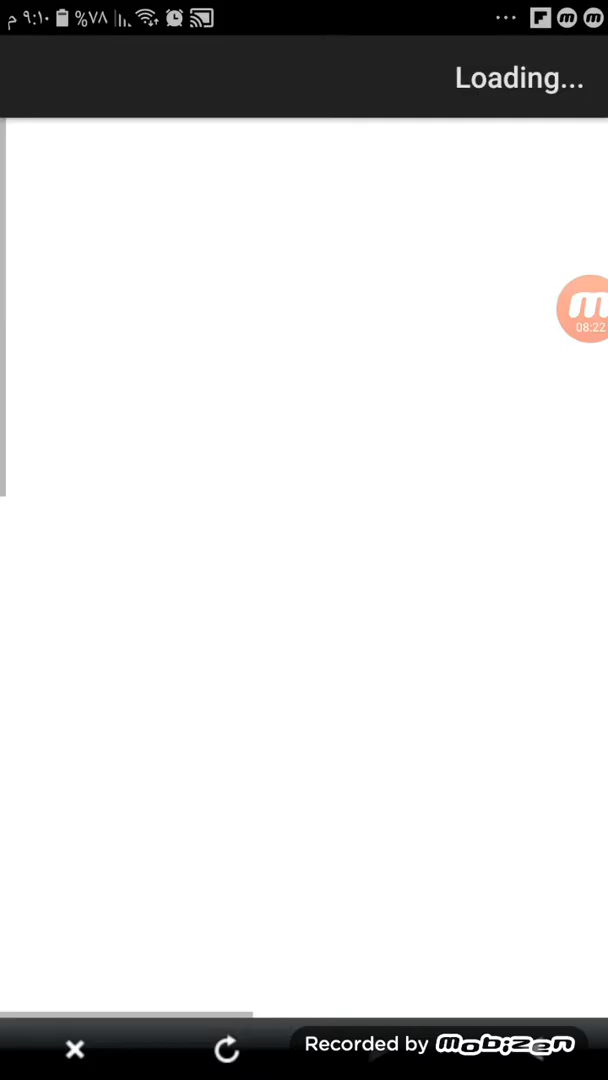 م ٩:١٠ %٧٨
Loading...
m
08:22
Recorded by mobizen